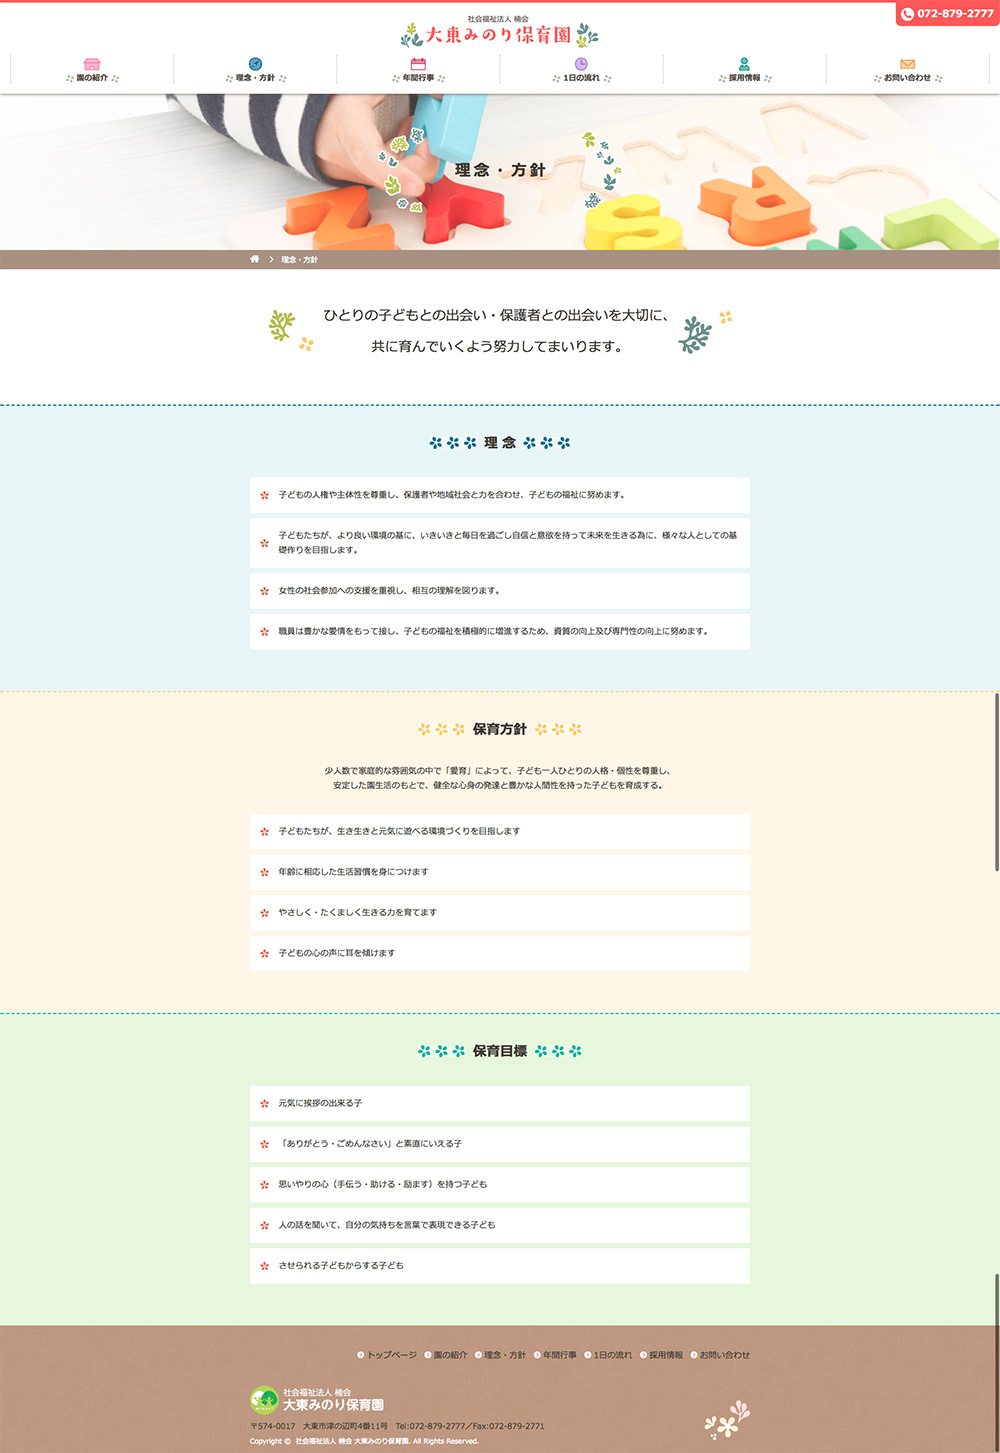 072-879-2777
社会福祉法人 楠会
大東みのり保育園
園の紹介
理念・方針
年間行事
1日の流れ
採用情報
お問い合わせ
理念・方針
理念・方針
ひとりの子どもとの出会い・保護者との出会いを大切に、
共に育んでいくよう努力してまいります。
理 念
子どもの人権や主体性を尊重し、保護者や地域社会と力を合わせ、子どもの福祉に努めます。
子どもたちが、より良い環境の基に、いきいきと毎日を過ごし自信と意欲を持って未来を生きる為に、様々な人としての基
礎作りを目指します。
女性の社会参加への支援を重視し、相互の理解を図ります。
職員は豊かな愛情をもって接し、子どもの福祉を積極的に増進するため、資質の向上及び専門性の向上に努めます。
保育方針
少人数で家庭的な雰囲気の中で「愛育」によって、子ども一人ひとりの人格・個性を尊重し、
安定した園生活のもとで、健全な心身の発達と豊かな人間性を持った子どもを育成する。
子どもたちが、生き生きと元気に遊べる環境づくりを目指します
年齢に相応した生活習慣を身につけます
やさしく・たくましく生きる力を育てます
子どもの心の声に耳を傾けます
保育目標
元気に挨拶の出来る子
「ありがとう・ごめんなさい」と素直にいえる子
思いやりの心（手伝う・助ける・励ます）を持つ子ども
人の話を聞いて、自分の気持ちを言葉で表現できる子ども
させられる子どもからする子ども
トップページ 園の紹介 理念・方針 年間行事 1日の流れ 採用情報 お問い合わせ
社会福祉法人 楠会
大東みのり保育園
〒574-0017　大東市津の辺町4番11号　Tel:072-879-2777／Fax:072-879-2771
Copyright © 社会福祉法人 楠会 大東みのり保育園. All Rights Reserved.